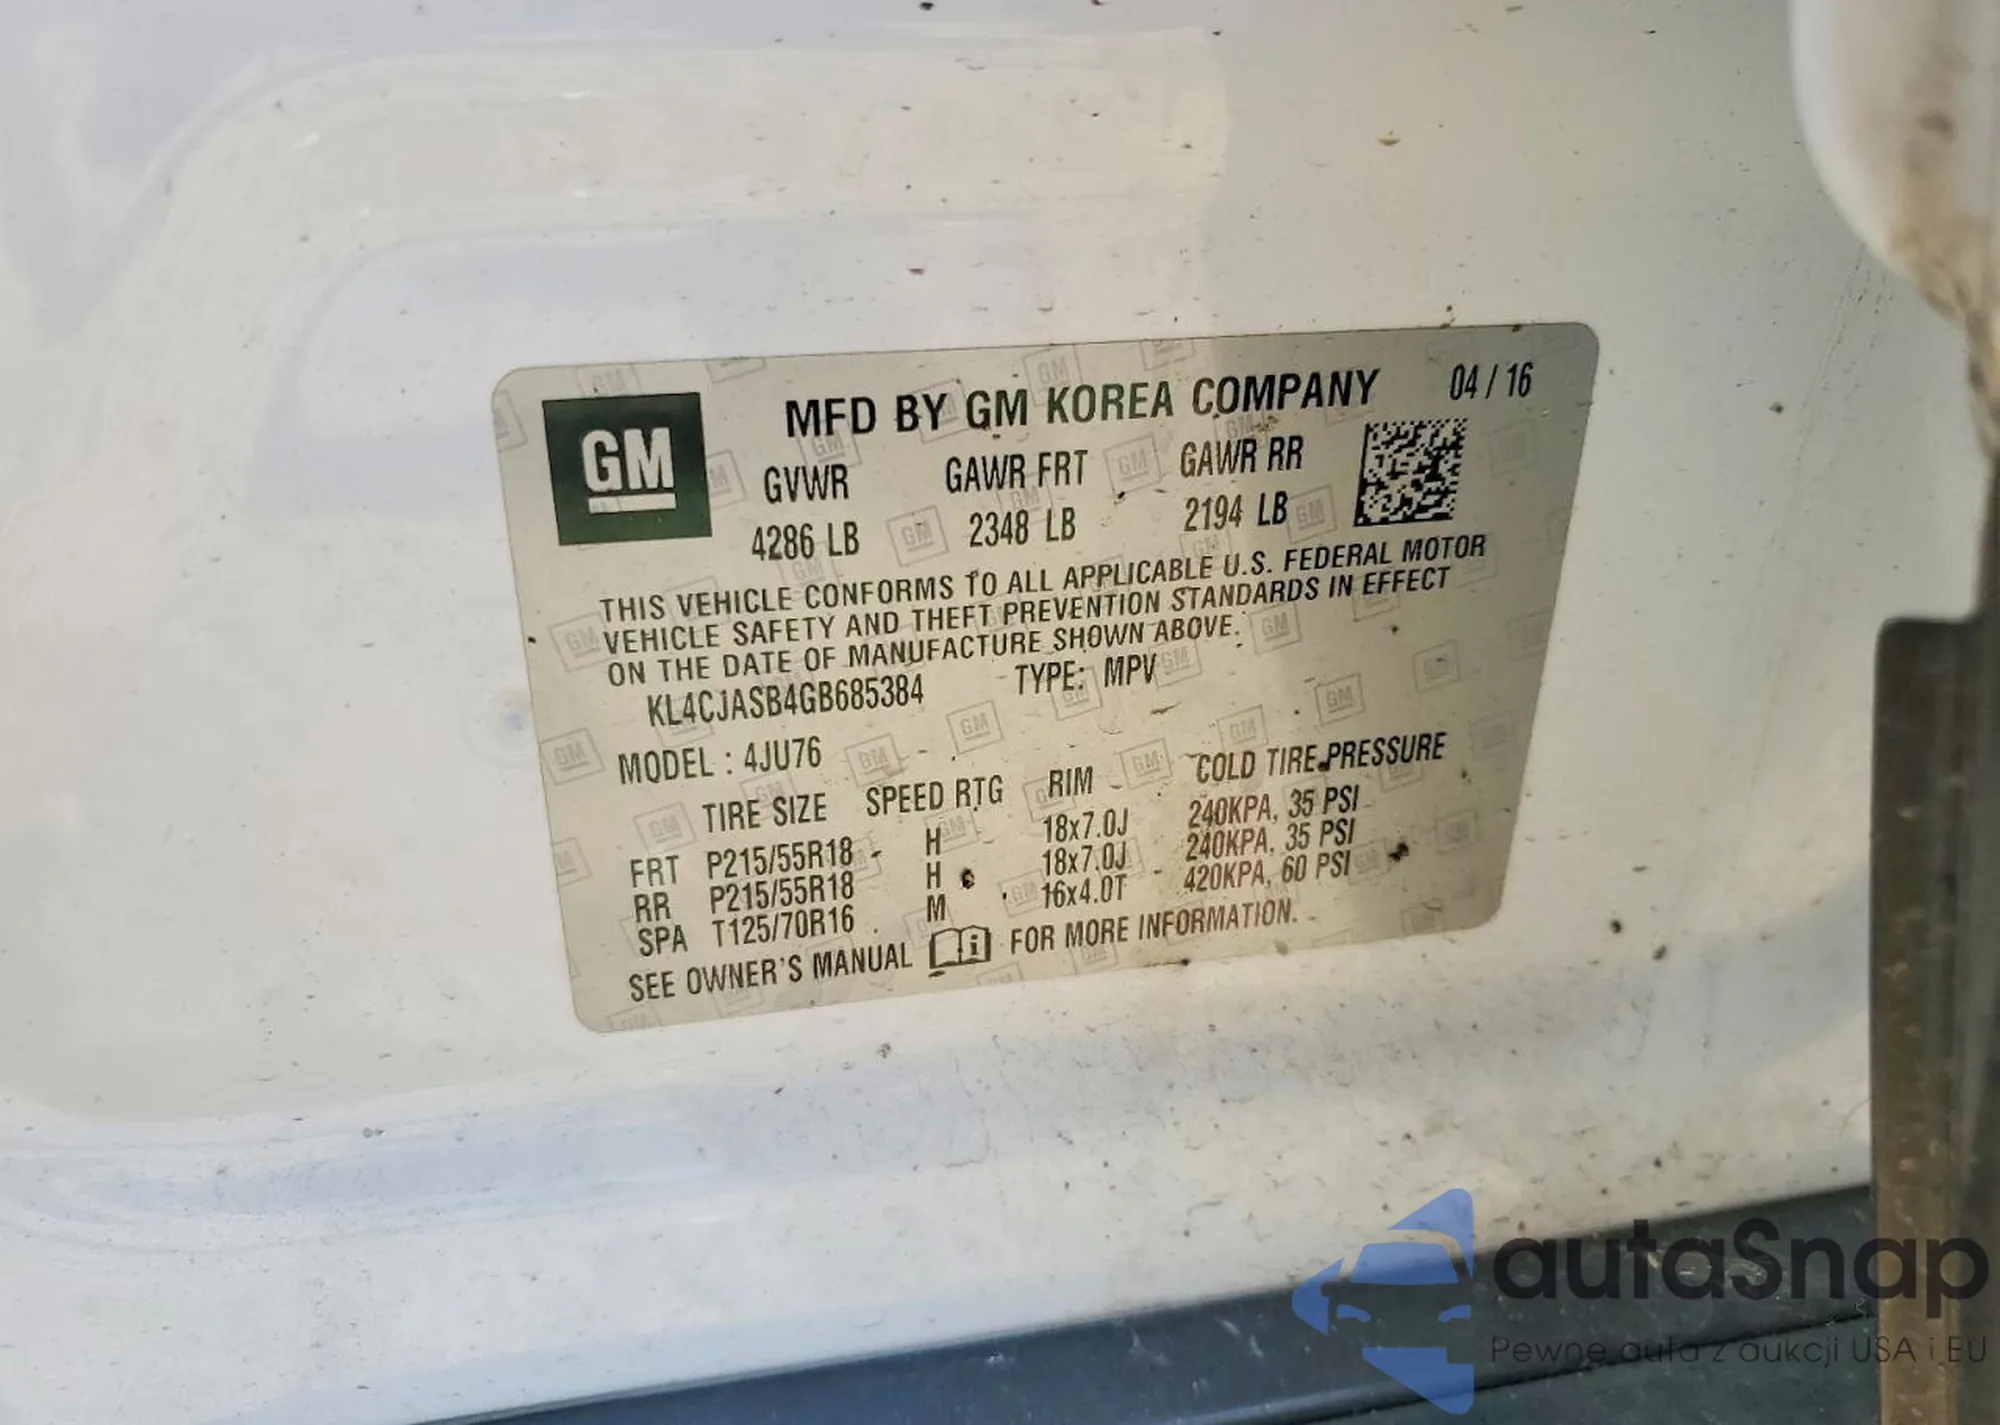 GM
MFD BY GM KOREA COMPANY 04 / 16
GVWR GAWR FRT GAWR RR
4286 LB 2348 LB 2194 LB
THIS VEHICLE CONFORMS TO ALL APPLICABLE U.S. FEDERAL MOTOR
VEHICLE SAFETY AND THEFT PREVENTION STANDARDS IN EFFECT
ON THE DATE OF MANUFACTURE SHOWN ABOVE.
KL4CJASB4GB685384 TYPE: MPV
MODEL : 4JU76
TIRE SIZE SPEED RTG RIM COLD TIRE PRESSURE
FRT P215/55R18 H 18x7.0J 240KPA, 35 PSI
RR P215/55R18 H 18x7.0J 240KPA, 35 PSI
SPA T125/70R16 M 16x4.0T 420KPA, 60 PSI
SEE OWNER'S MANUAL FOR MORE INFORMATION.
autaSnap
Pewne auta z aukcji USA i EU